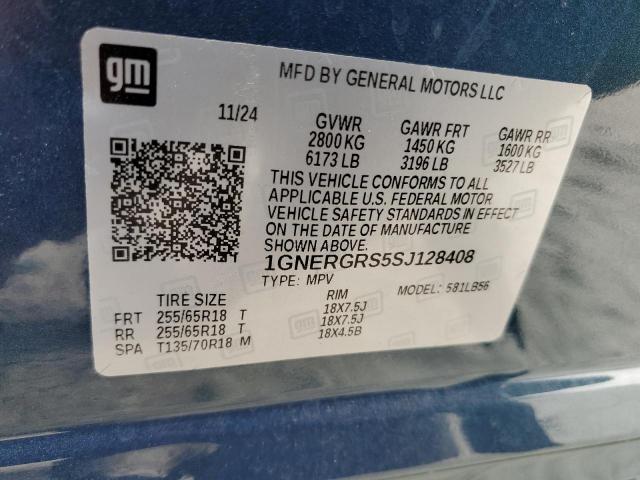 gm
MFD BY GENERAL MOTORS LLC
11/24
GVWR GAWR FRT GAWR RR
2800 KG 1450 KG 1600 KG
6173 LB 3196 LB 3527 LB
THIS VEHICLE CONFORMS TO ALL
APPLICABLE U.S. FEDERAL MOTOR
VEHICLE SAFETY STANDARDS IN EFFECT
ON THE DATE OF MANUFACTURE
SHOWN ABOVE.
1GNERGRS5SJ128408
TYPE: MPV MODEL: 581LB56
TIRE SIZE RIM
FRT 255/65R18 T 18X7.5J
RR 255/65R18 T 18X7.5J
SPA T135/70R18 M 18X4.5B